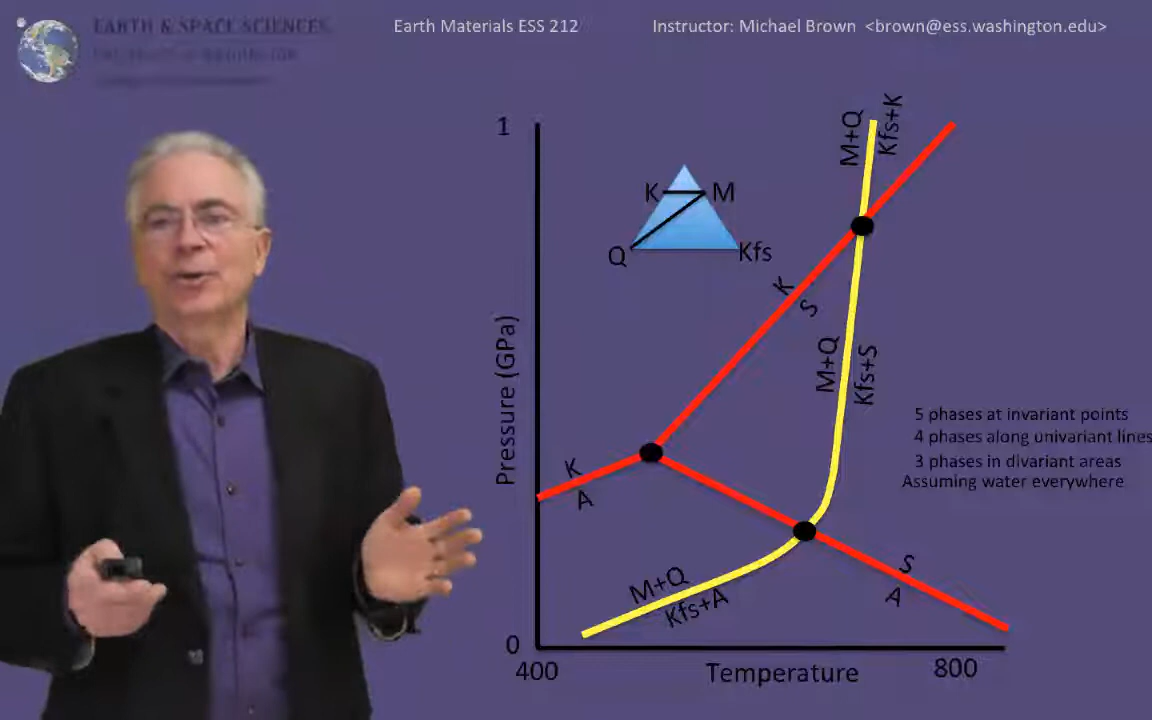 EARTH & SPACE SCIENCES
Earth Materials ESS 212
Instructor: Michael Brown <brown@ess.washington.edu>
1
M+Q
Kfs+K
K
M
Q
Kfs
K
S
M+Q
Kfs+S
Pressure (GPa)
5 phases at invariant points
4 phases along univariant lines
3 phases in divariant areas
Assuming water everywhere
K
A
S
A
M+Q
Kfs+A
0
400
Temperature
800